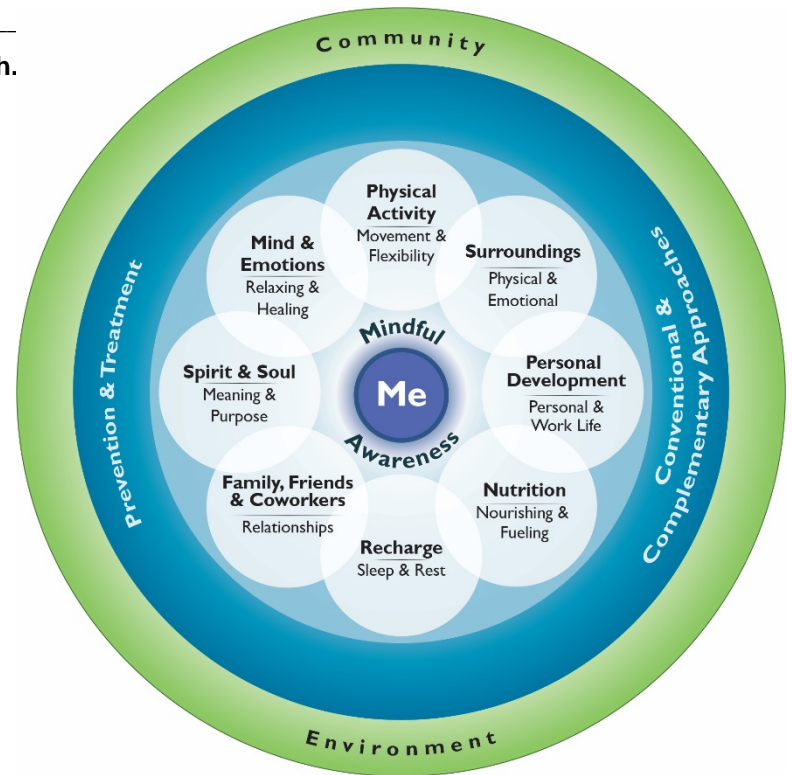 h.
Community
Prevention & Treatment
Conventional &
Complementary Approaches
Physical
Activity
Movement &
Flexibility
Surroundings
Physical &
Emotional
Personal
Development
Personal &
Work Life
Nutrition
Nourishing &
Fueling
Recharge
Sleep & Rest
Family, Friends
& Coworkers
Relationships
Spirit & Soul
Meaning &
Purpose
Mind &
Emotions
Relaxing &
Healing
Mindful
Me
Awareness
Environment